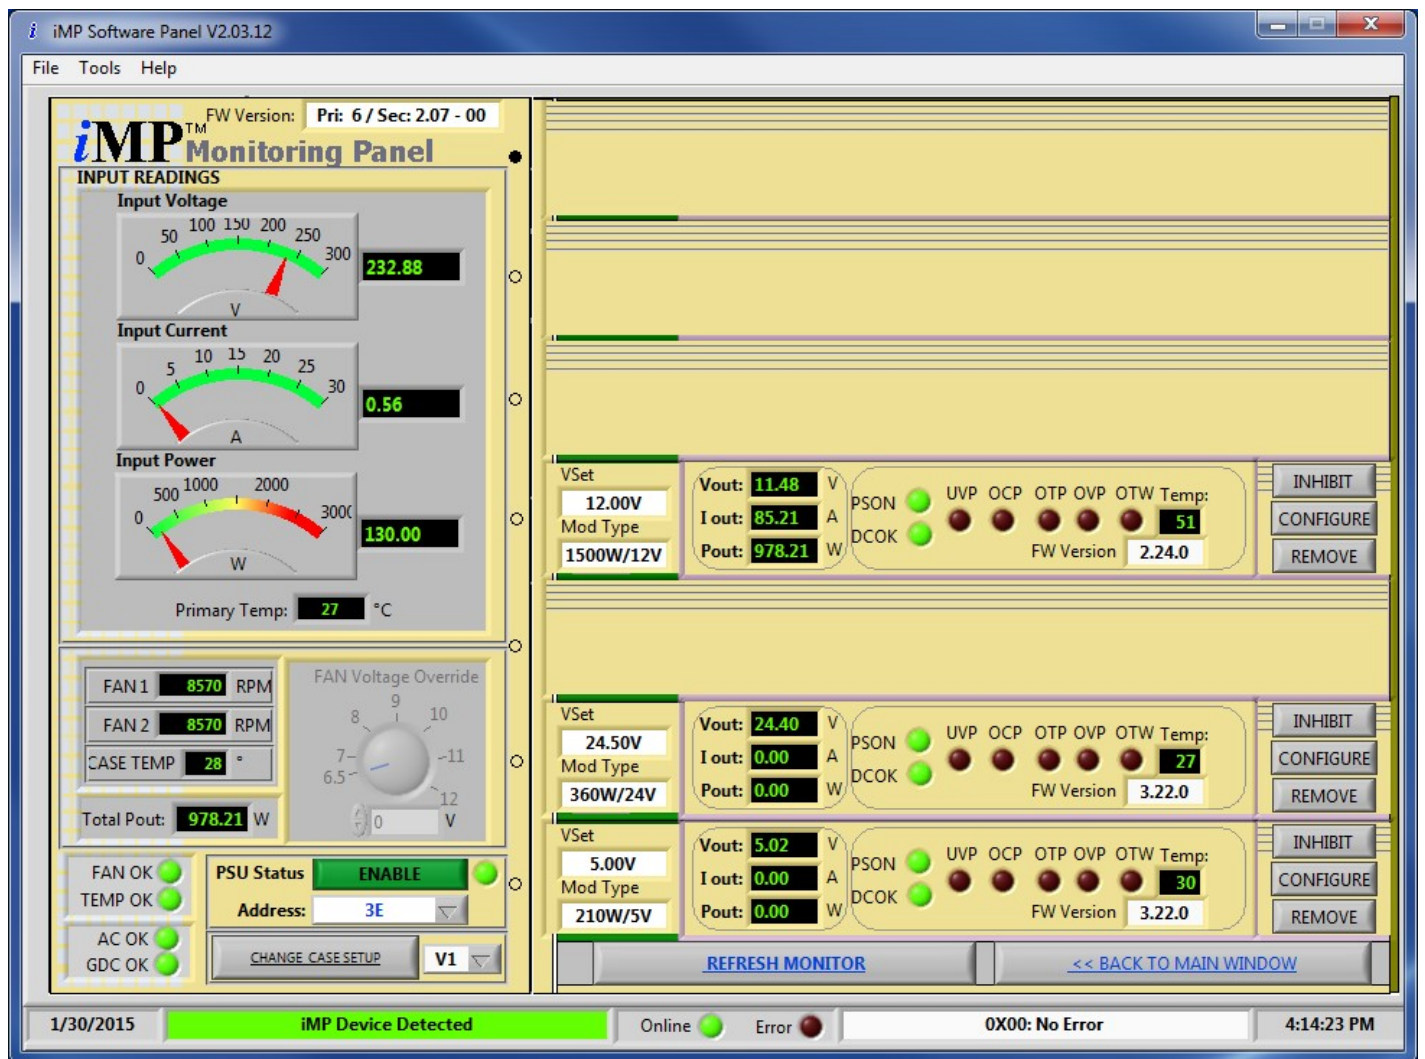 i iMP Software Panel V2.03.12
X
File Tools Help
FW Version: Pri: 6 / Sec: 2.07 - 00
iMP™
Monitoring Panel
INPUT READINGS
Input Voltage
0 50 100 150 200 250 300
V
232.88
Input Current
0 5 10 15 20 25 30
A
0.56
Input Power
0 500 1000 2000 300(
W
130.00
Primary Temp: 27 °C
FAN 1 8570 RPM
FAN 2 8570 RPM
CASE TEMP 28 °
Total Pout: 978.21 W
FAN Voltage Override
6.5 7 8 9 10 11 12
0 V
FAN OK
TEMP OK
AC OK
GDC OK
PSU Status ENABLE
Address: 3E
CHANGE CASE SETUP V1
VSet
12.00V
Mod Type
1500W/12V
Vout: 11.48 V
I out: 85.21 A
Pout: 978.21 W
PSON
DCOK
UVP OCP OTP OVP OTW Temp:
51
FW Version 2.24.0
INHIBIT
CONFIGURE
REMOVE
VSet
24.50V
Mod Type
360W/24V
Vout: 24.40 V
I out: 0.00 A
Pout: 0.00 W
PSON
DCOK
UVP OCP OTP OVP OTW Temp:
27
FW Version 3.22.0
INHIBIT
CONFIGURE
REMOVE
VSet
5.00V
Mod Type
210W/5V
Vout: 5.02 V
I out: 0.00 A
Pout: 0.00 W
PSON
DCOK
UVP OCP OTP OVP OTW Temp:
30
FW Version 3.22.0
INHIBIT
CONFIGURE
REMOVE
REFRESH MONITOR
<< BACK TO MAIN WINDOW
1/30/2015 iMP Device Detected Online Error 0X00: No Error 4:14:23 PM